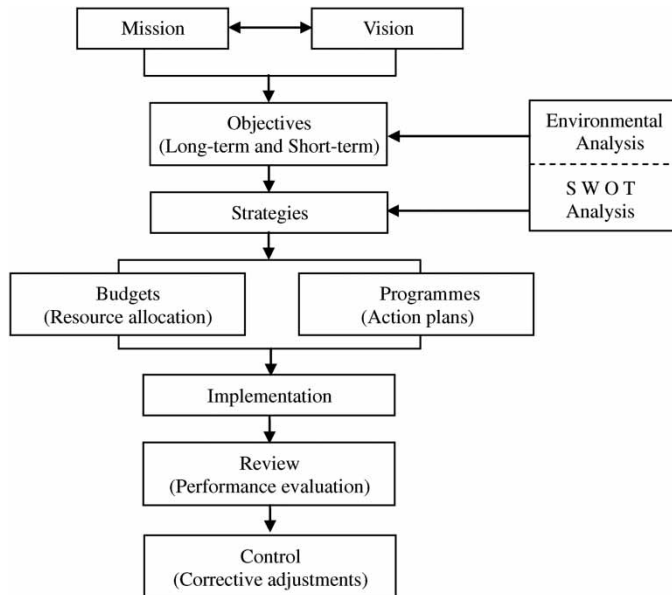 Mission
Vision
Objectives
(Long-term and Short-term)
Environmental
Analysis
S W O T
Analysis
Strategies
Budgets
(Resource allocation)
Programmes
(Action plans)
Implementation
Review
(Performance evaluation)
Control
(Corrective adjustments)